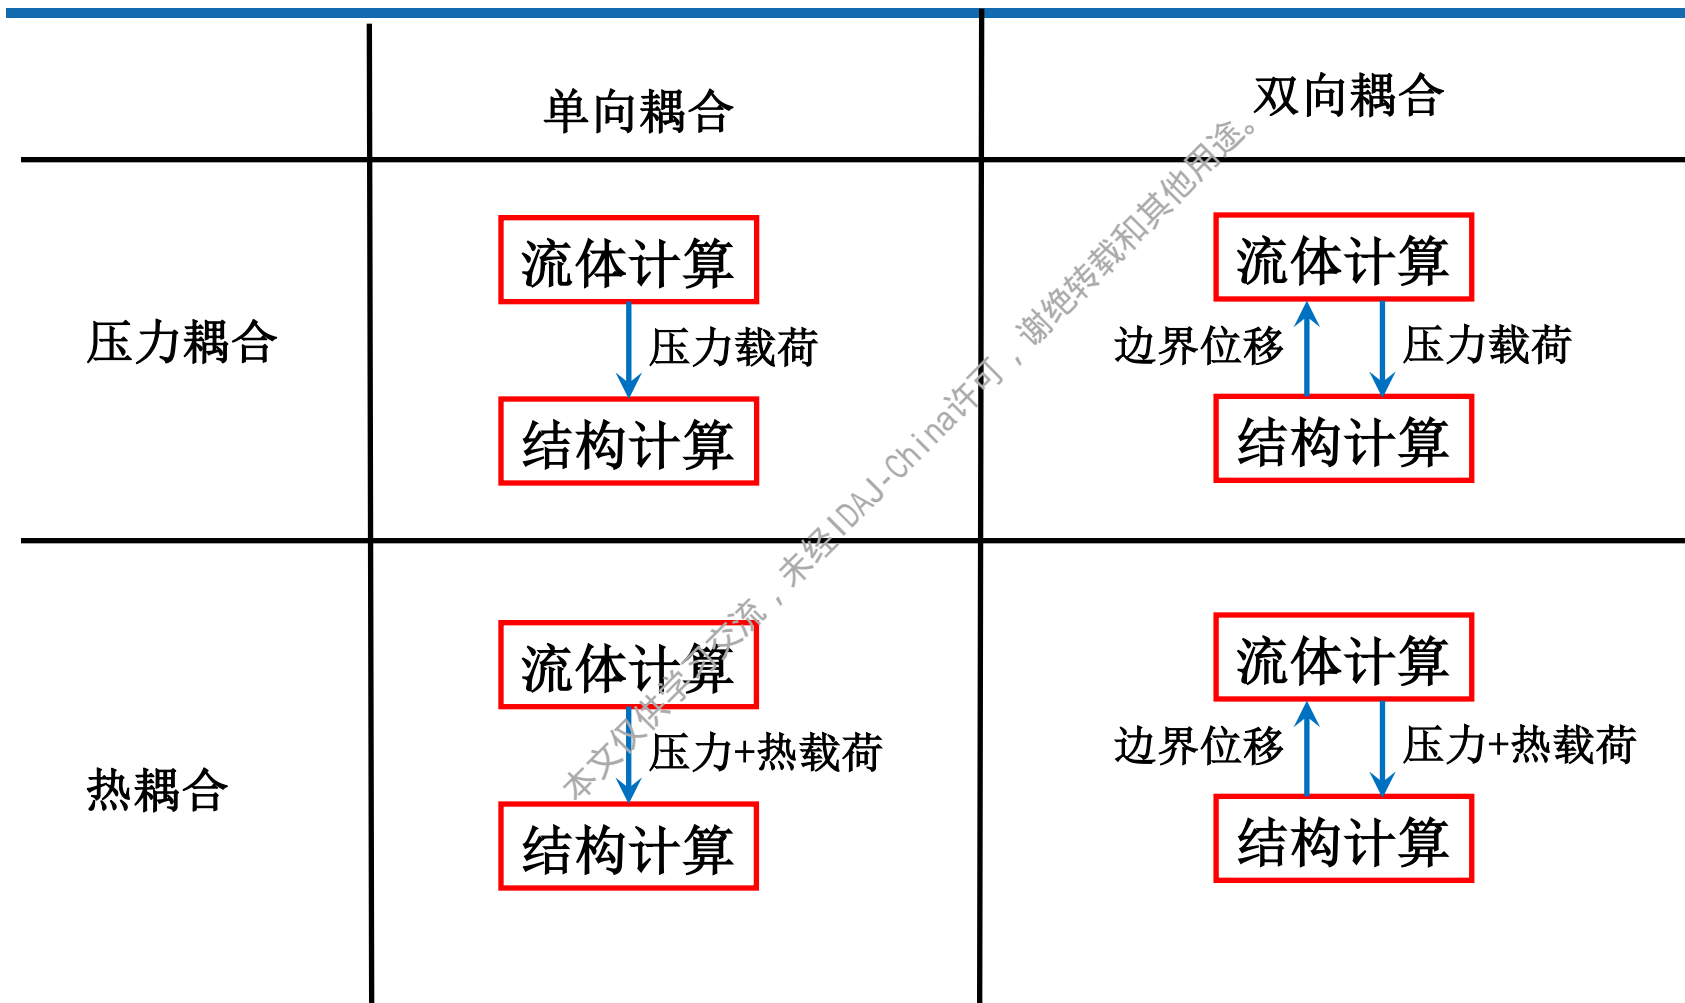 单向耦合
双向耦合
压力耦合
流体计算
压力载荷
结构计算
流体计算
边界位移
压力载荷
结构计算
热耦合
流体计算
压力+热载荷
结构计算
流体计算
边界位移
压力+热载荷
结构计算
本文仅供学习交流，未经IDAJ-China许可，谢绝转载和其他用途。